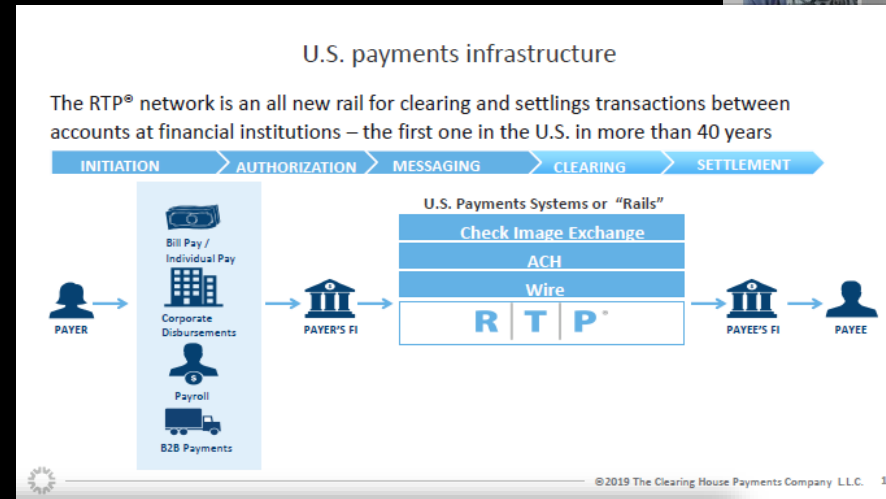 U.S. payments infrastructure
The RTP® network is an all new rail for clearing and settlings transactions between
accounts at financial institutions – the first one in the U.S. in more than 40 years
INITIATION
AUTHORIZATION
MESSAGING
CLEARING
SETTLEMENT
U.S. Payments Systems or “Rails”
Check Image Exchange
ACH
Wire
R T P®
PAYER
Bill Pay /
Individual Pay
Corporate
Disbursements
Payroll
B2B Payments
PAYER'S FI
PAYEE'S FI
PAYEE
©2019 The Clearing House Payments Company L.L.C. 1